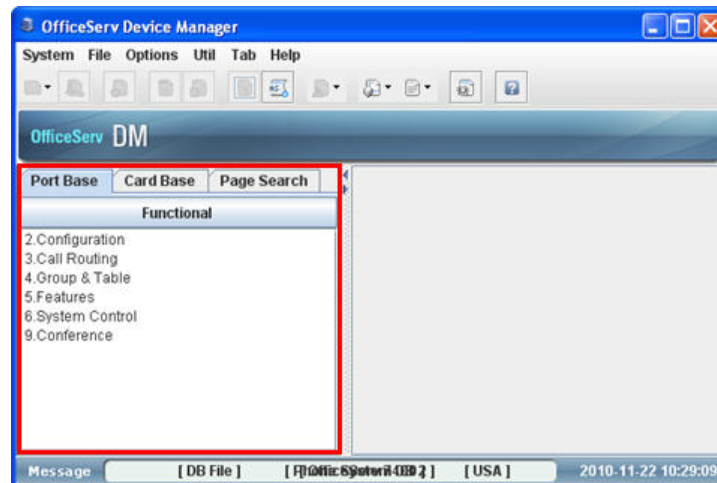 OfficeServ Device Manager
System File Options Util Tab Help
OfficeServ DM
Port Base Card Base Page Search
Functional
2.Configuration
3.Call Routing
4.Group & Table
5.Features
6.System Control
9.Conference
Message [ DB File ] [ USA ] 2010-11-22 10:29:09